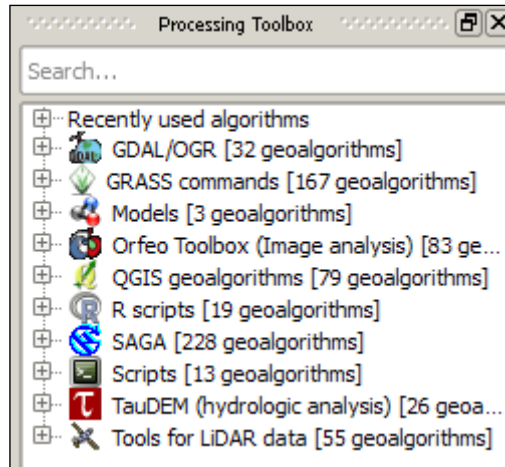 Processing Toolbox
Search...
Recently used algorithms
GDAL/OGR [32 geoalgorithms]
GRASS commands [167 geoalgorithms]
Models [3 geoalgorithms]
Orfeo Toolbox (Image analysis) [83 ge...
QGIS geoalgorithms [79 geoalgorithms]
R scripts [19 geoalgorithms]
SAGA [228 geoalgorithms]
Scripts [13 geoalgorithms]
TauDEM (hydrologic analysis) [26 geoa...
Tools for LiDAR data [55 geoalgorithms]